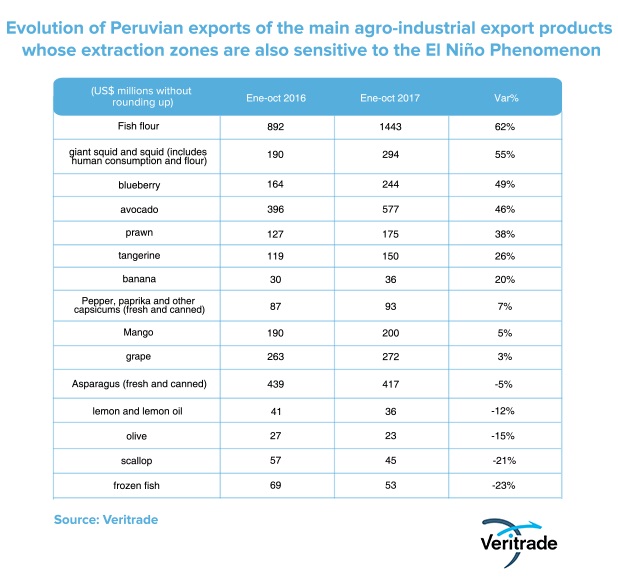 Evolution of Peruvian exports of the main agro-industrial export products
whose extraction zones are also sensitive to the El Niño Phenomenon
(US$ millions without
rounding up) Ene-oct 2016 Ene-oct 2017 Var%
Fish flour 892 1443 62%
giant squid and squid (includes
human consumption and flour) 190 294 55%
blueberry 164 244 49%
avocado 396 577 46%
prawn 127 175 38%
tangerine 119 150 26%
banana 30 36 20%
Pepper, paprika and other
capsicums (fresh and canned) 87 93 7%
Mango 190 200 5%
grape 263 272 3%
Asparagus (fresh and canned) 439 417 -5%
lemon and lemon oil 41 36 -12%
olive 27 23 -15%
scallop 57 45 -21%
frozen fish 69 53 -23%
Source: Veritrade
Veritrade